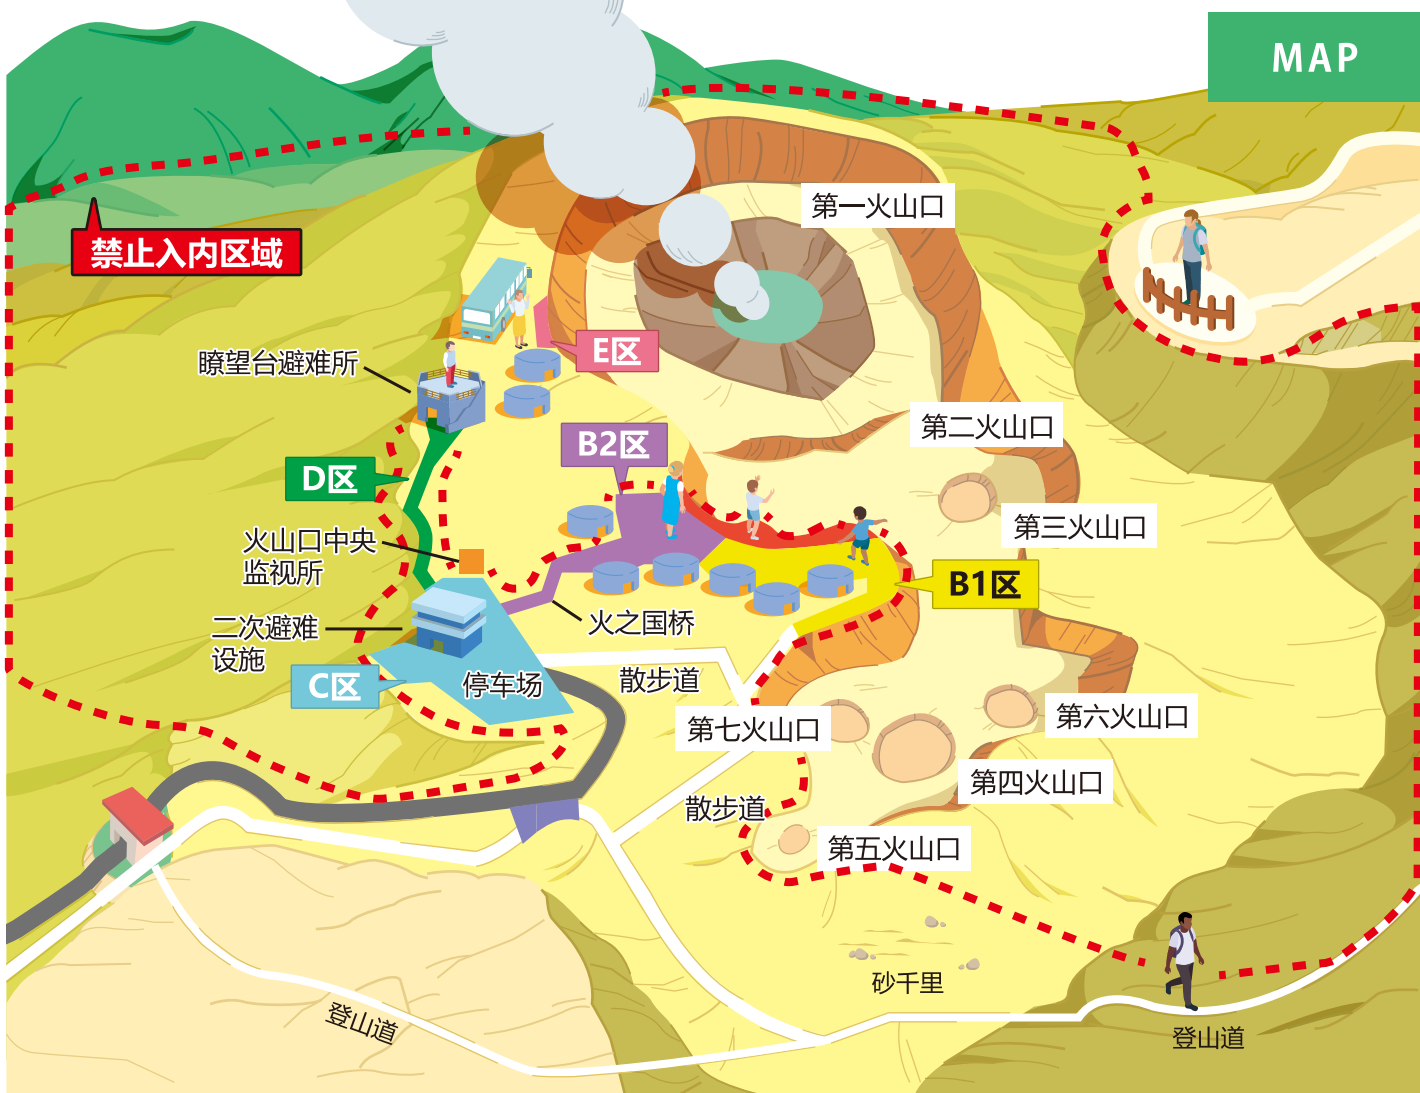 MAP
第一火山口
禁止入内区域
E区
瞭望台避难所
第二火山口
B2区
D区
第三火山口
火山口中央
监视所
B1区
火之国桥
二次避难
设施
散步道
C区
停车场
第六火山口
第七火山口
第四火山口
散步道
第五火山口
砂千里
登山道
登山道